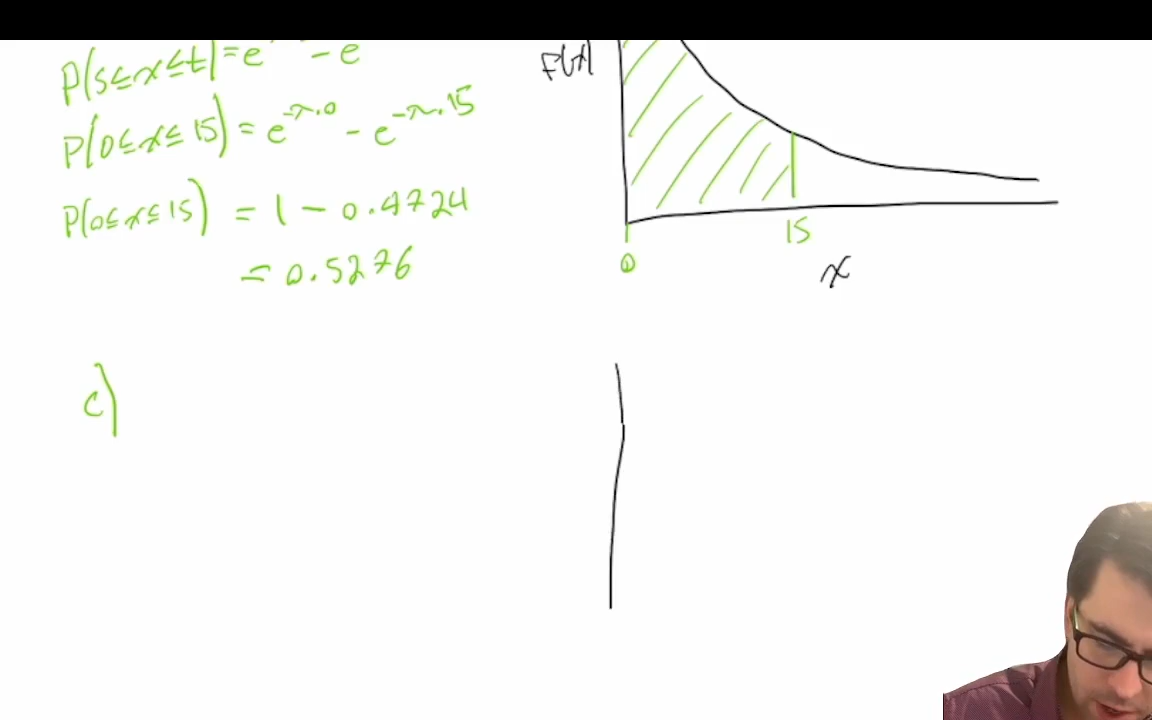 P(s≤x≤t)=e – e
P(0≤x≤15) = e^-λ.0 – e^-λ.15
P(0≤x≤15) = 1 – 0.4724
= 0.5276
c)
F(x)
15
0
x